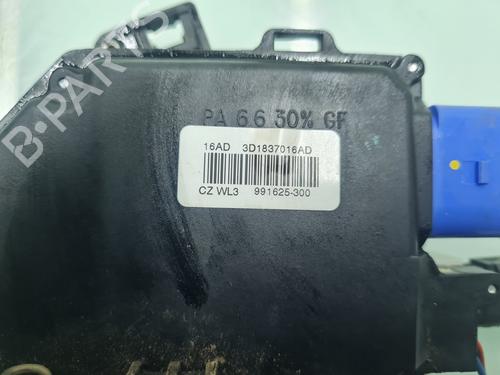 B-PARTS
PA 6.6 30% GF
16AD 3D1837016AD
CZ WL3 991625-300